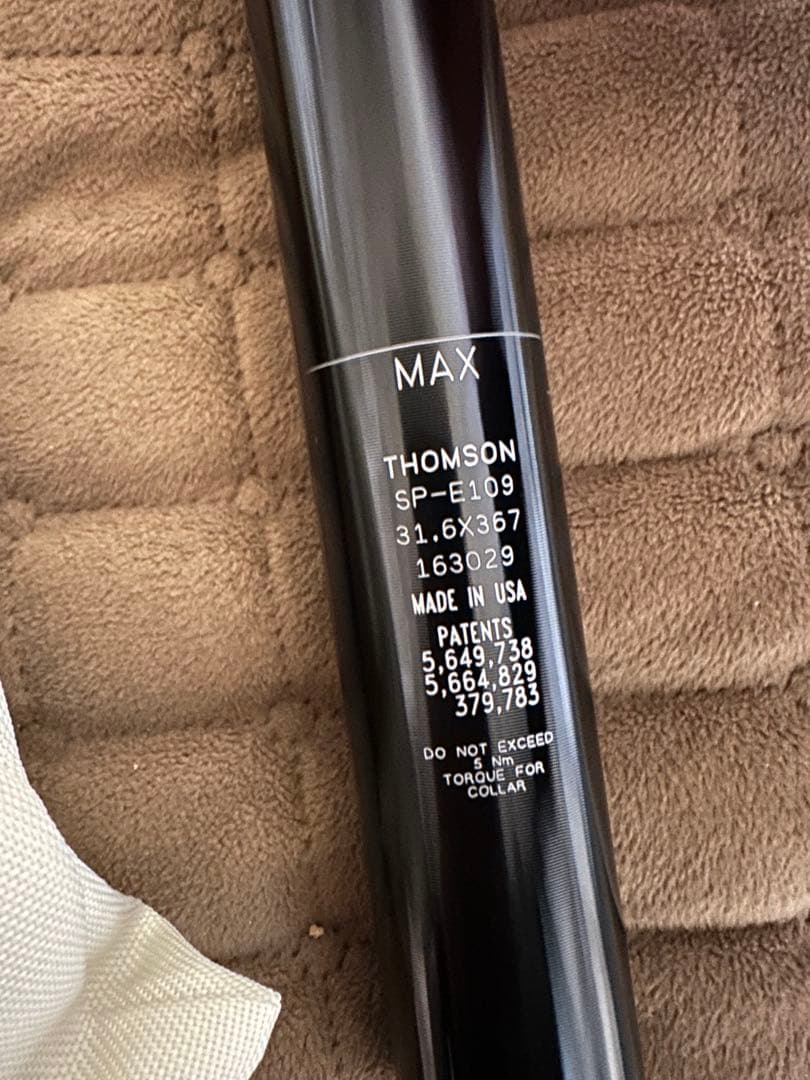 MAX
THOMSON
SP-E109
31.6X367
163029
MADE IN USA
PATENTS
5,649,738
5,664,829
379,783
DO NOT EXCEED
5 Nm
TORQUE FOR
COLLAR